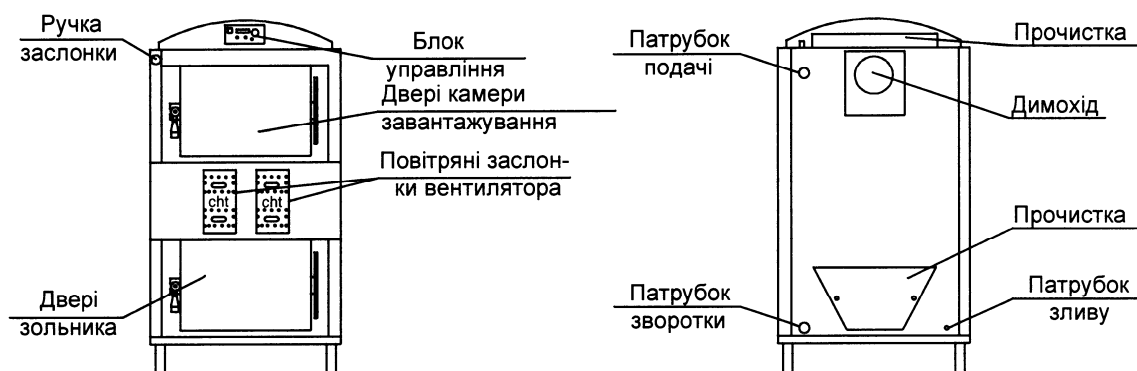 Ручка
заслонки
Блок
управління
Двері камери
завантажування
Повітряні заслон-
ки вентилятора
cht
cht
Двері
зольника
Патрубок
подачі
Прочистка
Димохід
Прочистка
Патрубок
зворотки
Патрубок
зливу